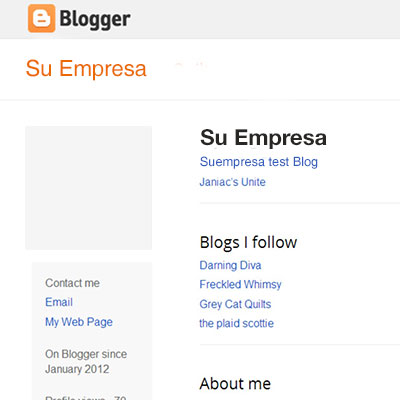 Blogger
Su Empresa
Su Empresa
Suempresa test Blog
Janiac's Unite
Blogs I follow
Darning Diva
Freckled Whimsy
Grey Cat Quilts
the plaid scottie
Contact me
Email
My Web Page
On Blogger since
January 2012
Profile views - 70
About me